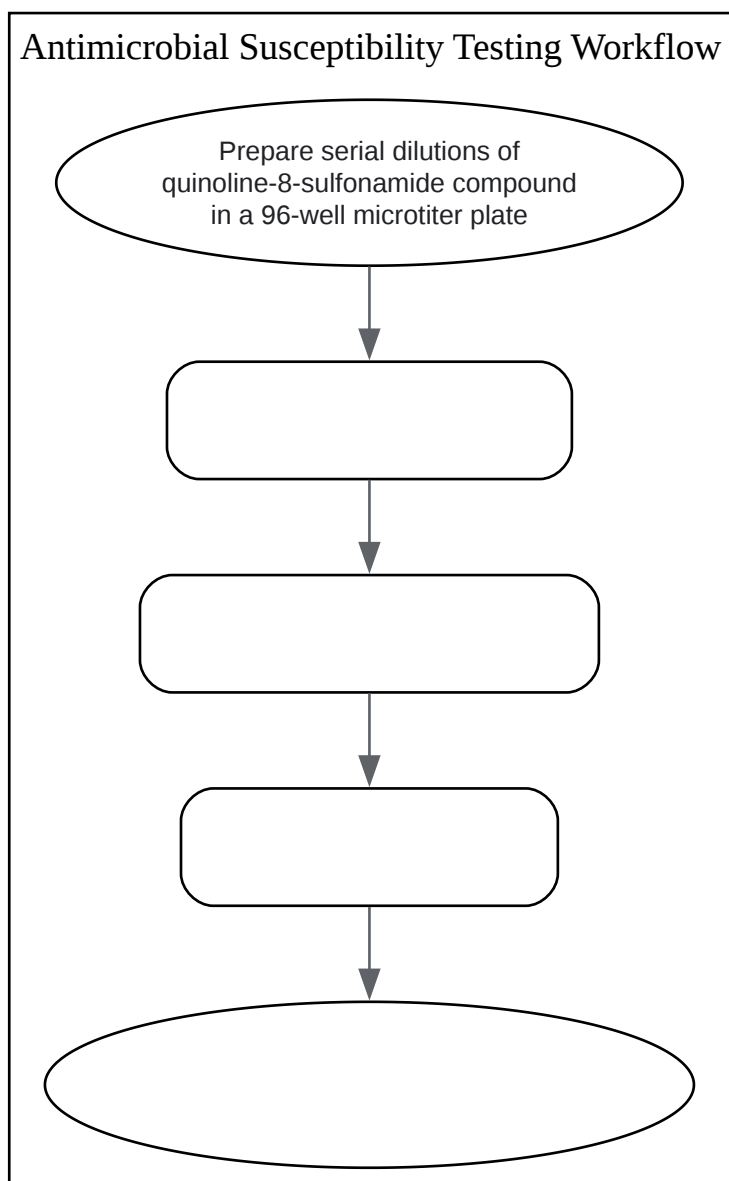 Antimicrobial Susceptibility Testing Workflow
Prepare serial dilutions of
quinoline-8-sulfonamide compound
in a 96-well microtiter plate